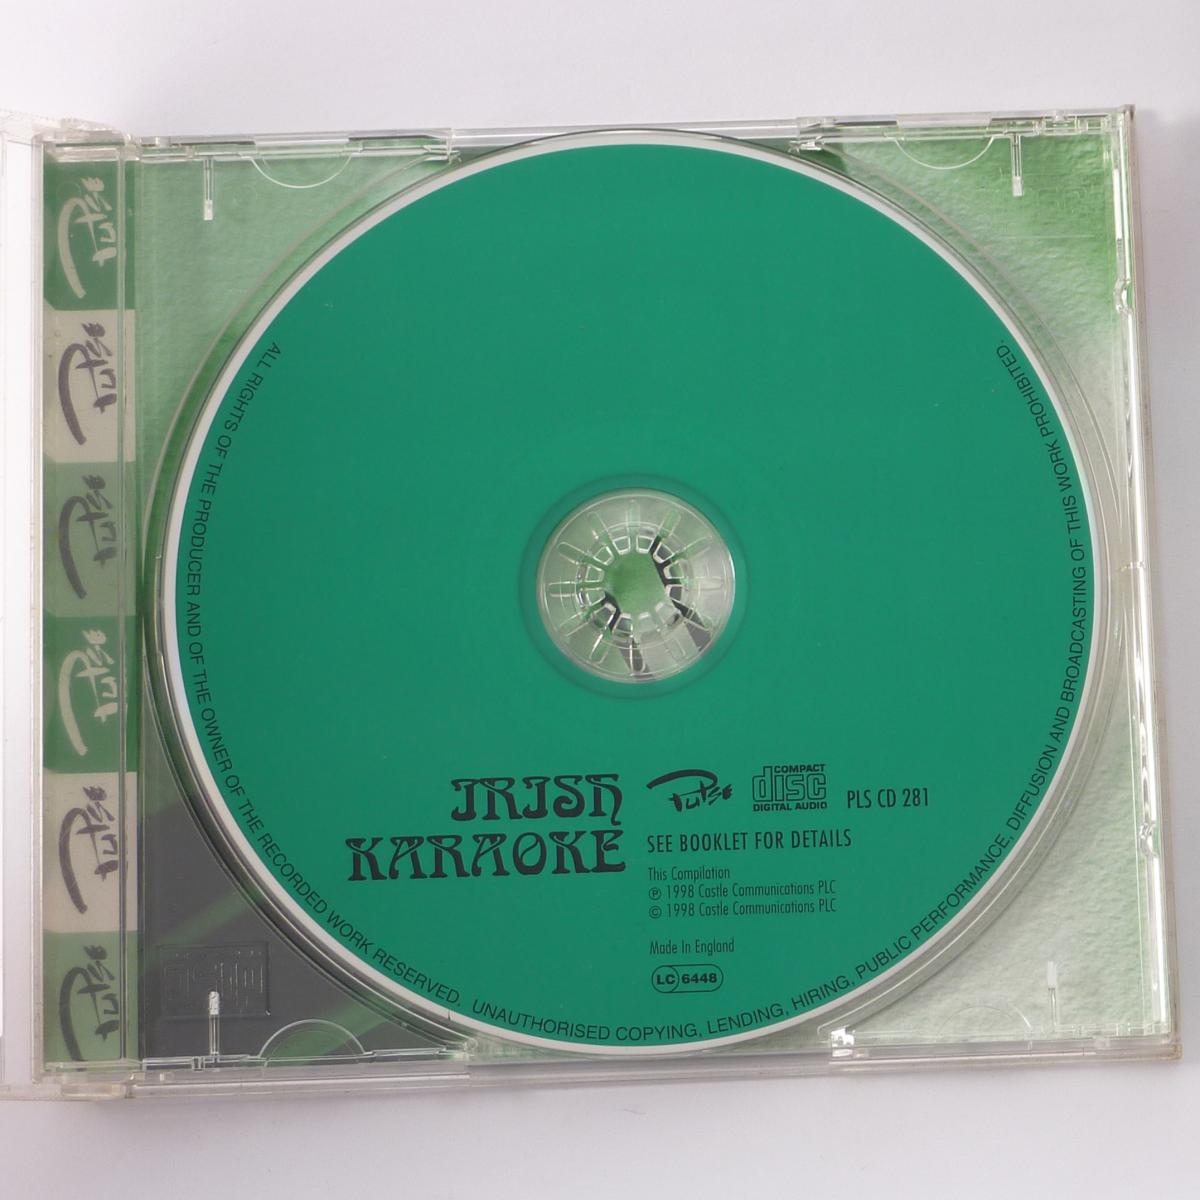 Pulse
Pulse
Pulse
Pulse
Pulse
Pulse
ALL RIGHTS OF THE PRODUCER AND OF THE OWNER OF THE RECORDED WORK RESERVED. UNAUTHORISED COPYING, LENDING, HIRING, PUBLIC PERFORMANCE, DIFFUSION AND BROADCASTING OF THIS WORK PROHIBITED.
IRISH
KARAOKE
Pulse
COMPACT
disc
DIGITAL AUDIO
PLS CD 281
SEE BOOKLET FOR DETAILS
This Compilation
℗ 1998 Castle Communications PLC
© 1998 Castle Communications PLC
Made In England
LC 6448